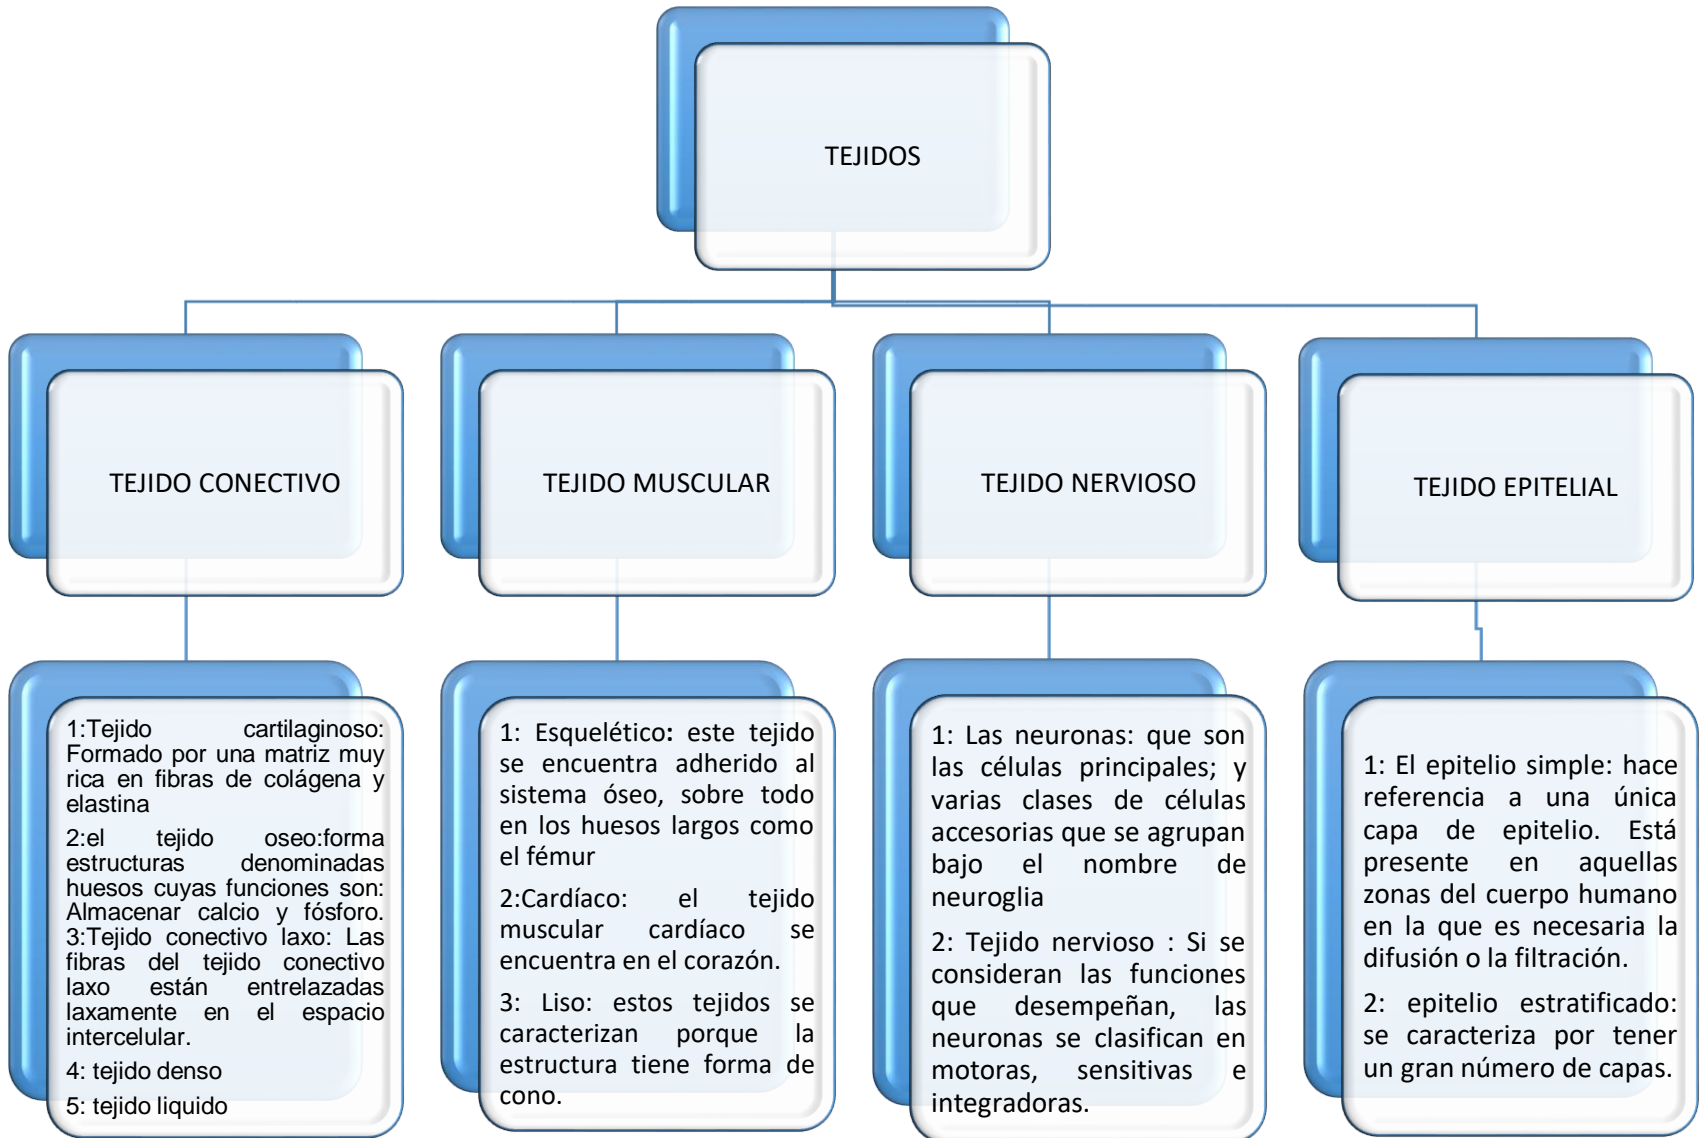 TEJIDOS
TEJIDO CONECTIVO
TEJIDO MUSCULAR
TEJIDO NERVIOSO
TEJIDO EPITELIAL
1:Tejido cartilaginoso:
Formado por una matriz muy
rica en fibras de colágena y
elastina
2:el tejido oseo:forma
estructuras denominadas
huesos cuyas funciones son:
Almacenar calcio y fósforo.
3:Tejido conectivo laxo: Las
fibras del tejido conectivo
laxo están entrelazadas
laxamente en el espacio
intercelular.
4: tejido denso
5: tejido liquido
1: Esquelético: este tejido
se encuentra adherido al
sistema óseo, sobre todo
en los huesos largos como
el fémur
2:Cardíaco: el tejido
muscular cardíaco se
encuentra en el corazón.
3: Liso: estos tejidos se
caracterizan porque la
estructura tiene forma de
cono.
1: Las neuronas: que son
las células principales; y
varias clases de células
accesorias que se agrupan
bajo el nombre de
neuroglia
2: Tejido nervioso : Si se
consideran las funciones
que desempeñan, las
neuronas se clasifican en
motoras, sensitivas e
integradoras.
1: El epitelio simple: hace
referencia a una única
capa de epitelio. Está
presente en aquellas
zonas del cuerpo humano
en la que es necesaria la
difusión o la filtración.
2: epitelio estratificado:
se caracteriza por tener
un gran número de capas.